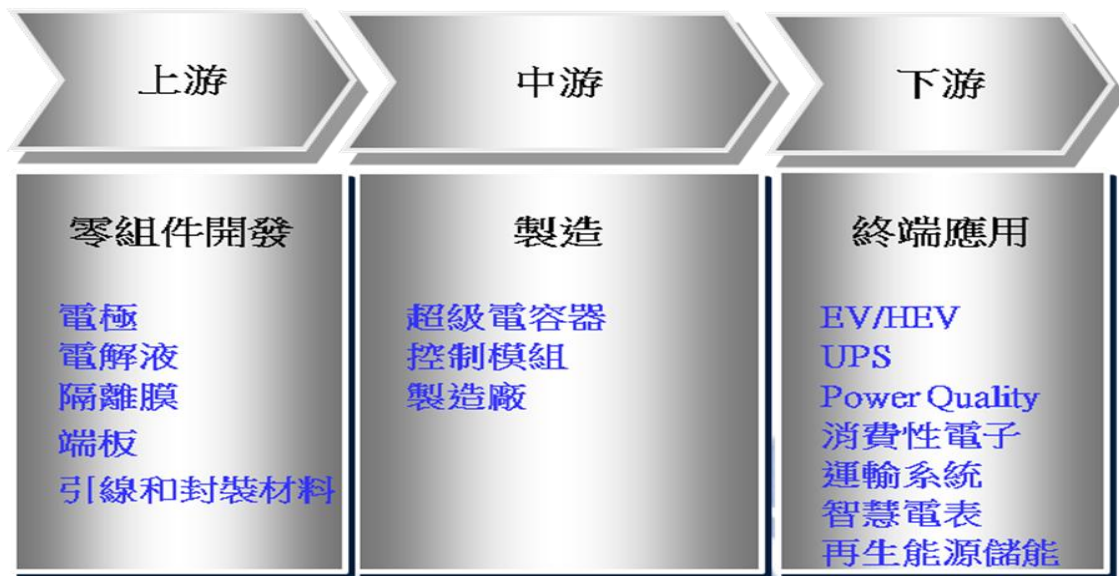 上游
中游
下游
零組件開發
電極
電解液
隔離膜
端板
引線和封裝材料
製造
超級電容器
控制模組
製造廠
終端應用
EV/HEV
UPS
Power Quality
消費性電子
運輸系統
智慧電表
再生能源儲能